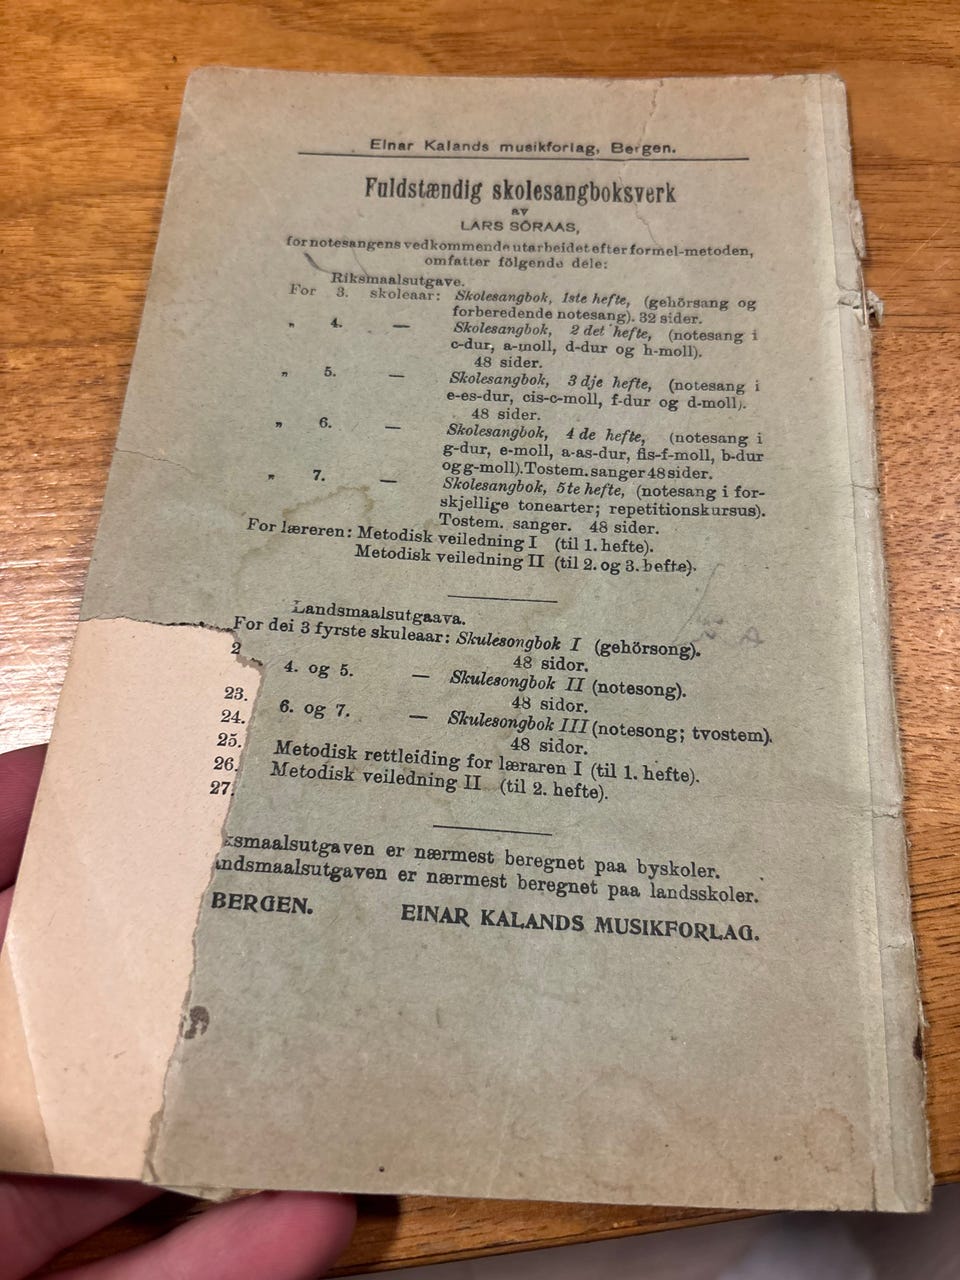 Einar Kalands musikforlag, Bergen.
Fuldstændig skolesangboksverk
av
LARS SÖRAAS,
for notesangens vedkommende utarbeidet efter formel-metoden,
omfatter fölgende dele:
Riksmaalsutgave.
For 3. skoleaar: Skolesangbok, 1ste hefte, (gehörsang og
forberedende notesang). 32 sider.
„ 4. — Skolesangbok, 2 det hefte, (notesang i
c-dur, a-moll, d-dur og h-moll).
48 sider.
„ 5. — Skolesangbok, 3 dje hefte, (notesang i
e-es-dur, cis-c-moll, f-dur og d-moll).
48 sider.
„ 6. — Skolesangbok, 4 de hefte, (notesang i
g-dur, e-moll, a-as-dur, fis-f-moll, b-dur
og g-moll). Tostem. sanger 48 sider.
„ 7. — Skolesangbok, 5te hefte, (notesang i for-
skjellige tonearter; repetitionskursus).
Tostem. sanger. 48 sider.
For læreren: Metodisk veiledning I (til 1. hefte).
Metodisk veiledning II (til 2. og 3. hefte).
Landsmaalsutgaava.
For dei 3 fyrste skuleaar: Skulesongbok I (gehörsong).
48 sidor.
2
4. og 5. — Skulesongbok II (notesong).
48 sidor.
23.
6. og 7. — Skulesongbok III (notesong; tvostem).
24.
48 sidor.
25.
Metodisk rettleiding for læraren I (til 1. hefte).
26.
Metodisk veiledning II (til 2. hefte).
27.
ksmaalsutgaven er nærmest beregnet paa byskoler.
andsmaalsutgaven er nærmest beregnet paa landsskoler.
BERGEN. EINAR KALANDS MUSIKFORLAG.